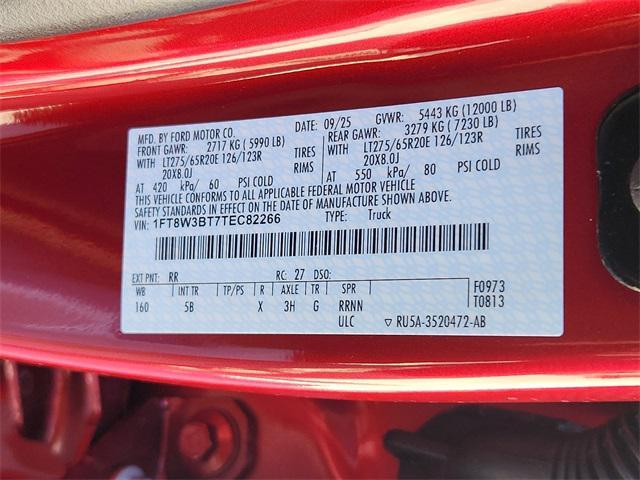 MFD. BY FORD MOTOR CO.
DATE: 09/25 GVWR: 5443 KG (12000 LB)
FRONT GAWR: 2717 KG (5990 LB) REAR GAWR: 3279 KG (7230 LB)
WITH LT275/65R20E 126/123R TIRES WITH LT275/65R20E 126/123R TIRES
20X8.0J RIMS 20X8.0J RIMS
AT 420 kPa/ 60 PSI COLD AT 550 kPa/ 80 PSI COLD
THIS VEHICLE CONFORMS TO ALL APPLICABLE FEDERAL MOTOR VEHICLE
SAFETY STANDARDS IN EFFECT ON THE DATE OF MANUFACTURE SHOWN ABOVE
VIN: 1FT8W3BT7TEC82266 TYPE: Truck
EXT PNT: RR RC: 27 DSO:
WB INT TR TP/PS R AXLE TR SPR F0973
160 5B X 3H G RRNN T0813
ULC ▽ RU5A-3520472-AB